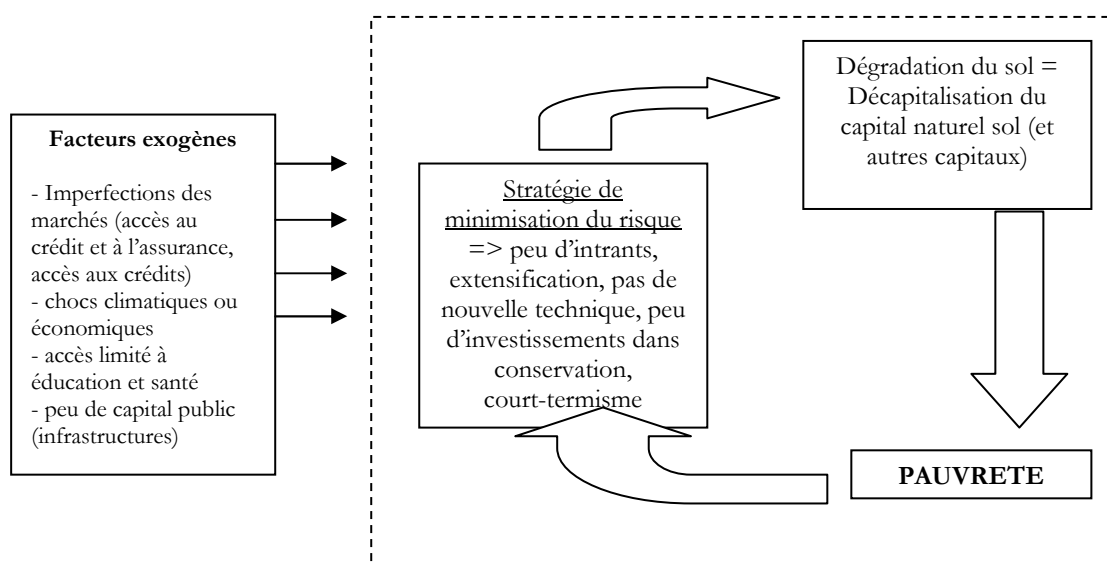 Facteurs exogènes
- Imperfections des
marchés (accès au
crédit et à l’assurance,
accès aux crédits)
- chocs climatiques ou
économiques
- accès limité à
éducation et santé
- peu de capital public
(infrastructures)
Stratégie de
minimisation du risque
=> peu d’intrants,
extensification, pas de
nouvelle technique, peu
d’investissements dans
conservation,
court-termisme
Dégradation du sol =
Décapitalisation du
capital naturel sol (et
autres capitaux)
PAUVRETE